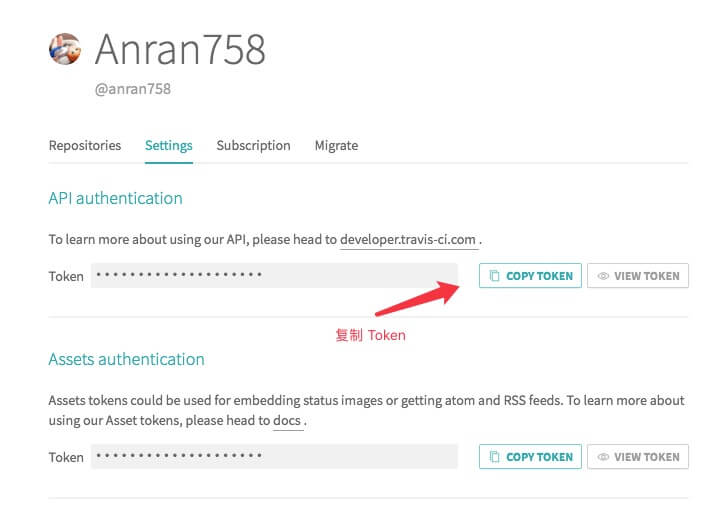 Anran758
@anran758
Repositories Settings Subscription Migrate
API authentication
To learn more about using our API, please head to developer.travis-ci.com .
Token •••••••••••••••••••• COPY TOKEN VIEW TOKEN
复制 Token
Assets authentication
Assets tokens could be used for embedding status images or getting atom and RSS feeds. To learn more about
using our Asset tokens, please head to docs .
Token •••••••••••••••••••• COPY TOKEN VIEW TOKEN